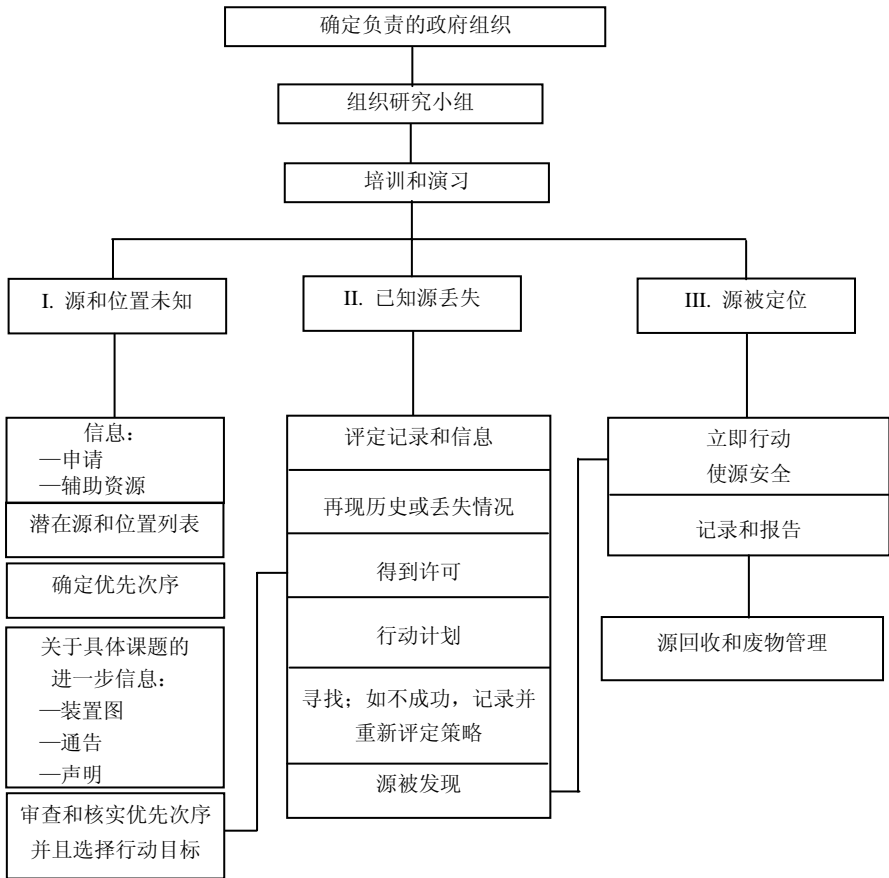 确定负责的政府组织
组织研究小组
培训和演习
I. 源和位置未知
II. 已知源丢失
III. 源被定位
信息：
—申请
—辅助资源
潜在源和位置列表
确定优先次序
关于具体课题的
进一步信息：
—装置图
—通告
—声明
审查和核实优先次序
并且选择行动目标
评定记录和信息
再现历史或丢失情况
得到许可
行动计划
寻找；如不成功，记录并
重新评定策略
源被发现
立即行动
使源安全
记录和报告
源回收和废物管理